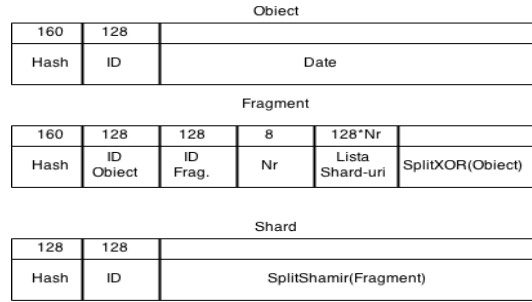 Obiect
160 128
Hash ID Date
Fragment
160 128 128 8 128*Nr
Hash ID Obiect ID Frag. Nr Lista Shard-uri SplitXOR(Obiect)
Shard
128 128
Hash ID SplitShamir(Fragment)